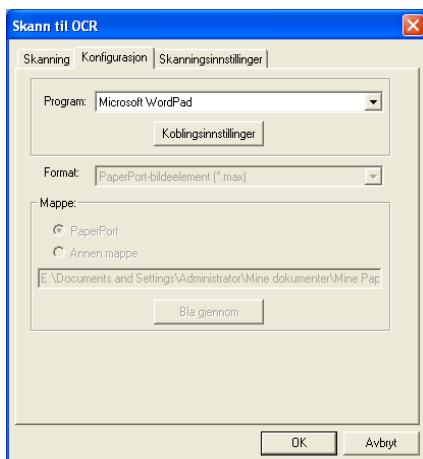 Skann til OCR
Skanning Konfigurasjon Skanningsinnstillinger
Program: Microsoft WordPad
Koblingsinnstillinger
Format: PaperPort-bildeelement (*.max)
Mappe:
PaperPort
Annen mappe
E:\Documents and Settings\Administrator\Mine dokumenter\Mine Pap
Bla gjennom
OK Avbryt